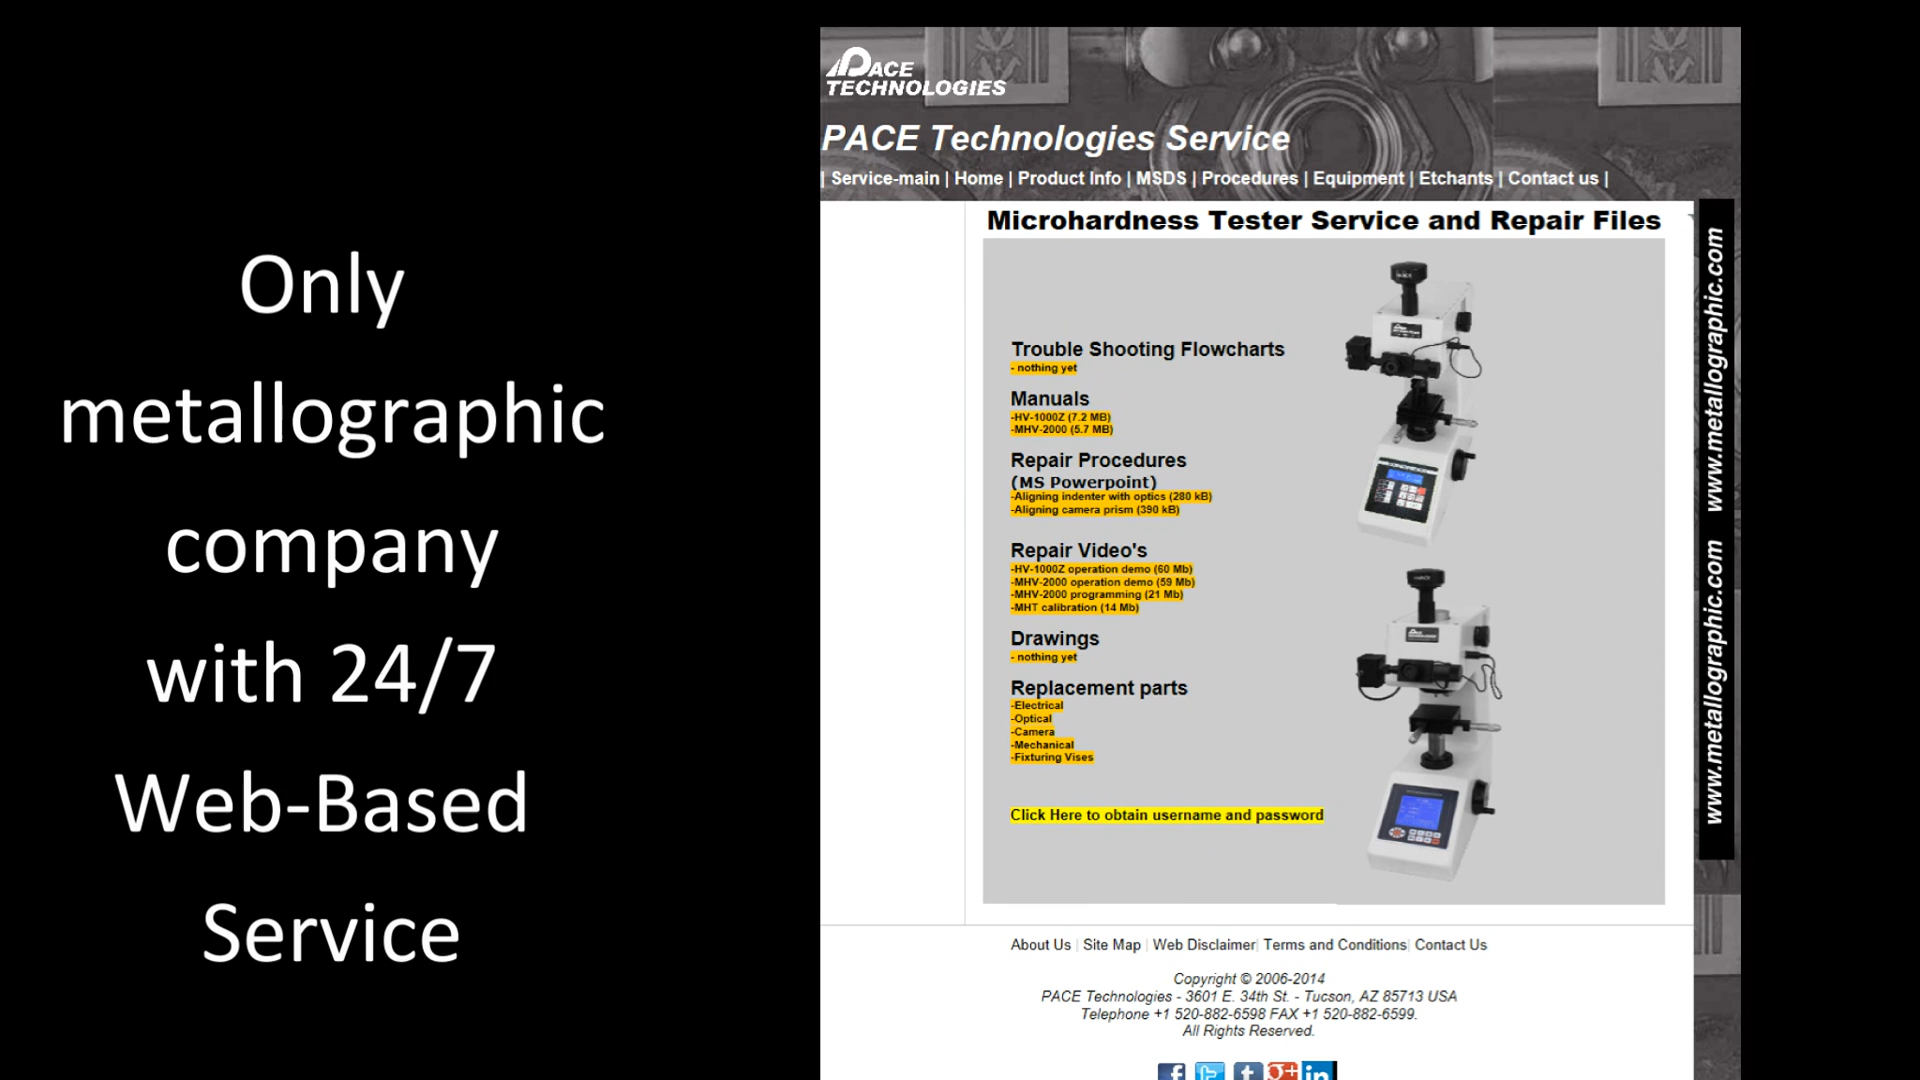 Only
metallographic
company
with 24/7
Web-Based
Service
PACE
TECHNOLOGIES
PACE Technologies Service
| Service-main | Home | Product Info | MSDS | Procedures | Equipment | Etchants | Contact us |
Microhardness Tester Service and Repair Files
Trouble Shooting Flowcharts
- nothing yet
Manuals
-HV-1000Z (7.2 MB)
-MHV-2000 (5.7 MB)
Repair Procedures
(MS Powerpoint)
-Aligning indenter with optics (280 kB)
-Aligning camera prism (390 kB)
Repair Video's
-HV-1000Z operation demo (60 Mb)
-MHV-2000 operation demo (59 Mb)
-MHV-2000 programming (21 Mb)
-MHT calibration (14 Mb)
Drawings
- nothing yet
Replacement parts
-Electrical
-Optical
-Camera
-Mechanical
-Fixturing Vises
Click Here to obtain username and password
www.metallographic.com www.metallographic.com
About Us | Site Map | Web Disclaimer| Terms and Conditions| Contact Us
Copyright © 2006-2014
PACE Technologies - 3601 E. 34th St. - Tucson, AZ 85713 USA
Telephone +1 520-882-6598 FAX +1 520-882-6599.
All Rights Reserved.